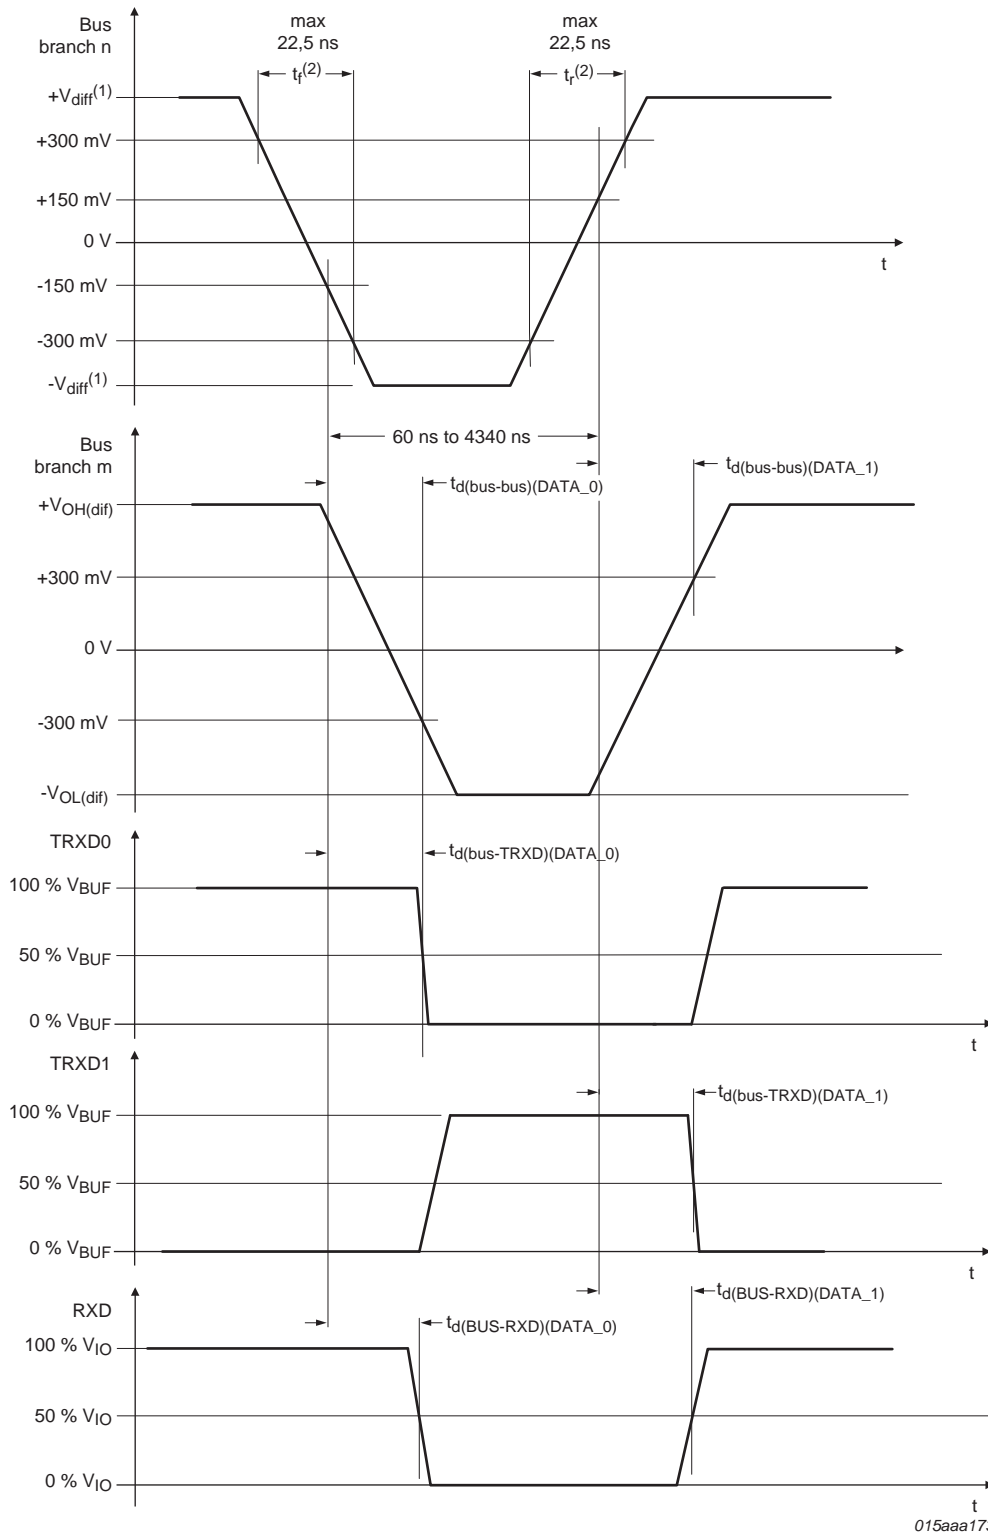 Bus
branch n
max
22,5 ns
max
22,5 ns
tf(2)
tr(2)
+Vdiff(1)
+300 mV
+150 mV
0 V
t
-150 mV
-300 mV
-Vdiff(1)
Bus
branch m
60 ns to 4340 ns
td(bus-bus)(DATA_0)
td(bus-bus)(DATA_1)
+VOH(dif)
+300 mV
0 V
-300 mV
-VOL(dif)
TRXD0
td(bus-TRXD)(DATA_0)
100 % VBUF
50 % VBUF
0 % VBUF
t
TRXD1
td(bus-TRXD)(DATA_1)
100 % VBUF
50 % VBUF
0 % VBUF
t
RXD
td(BUS-RXD)(DATA_0)
td(BUS-RXD)(DATA_1)
100 % VIO
50 % VIO
0 % VIO
t